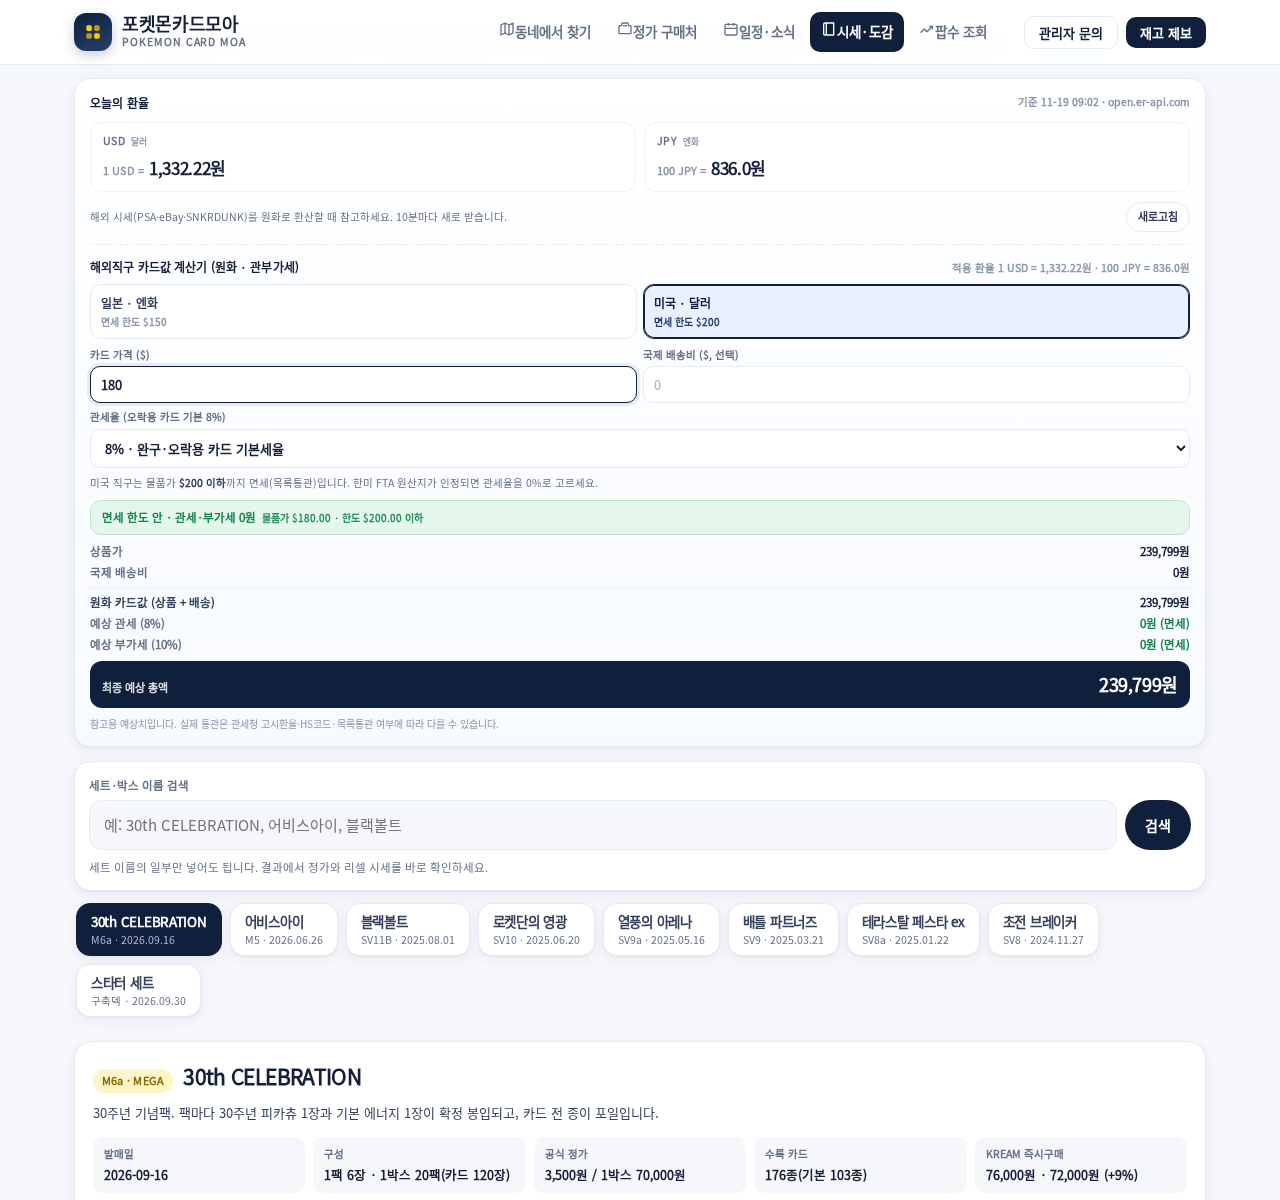 포켓몬카드모아
POKEMON CARD MOA
동네에서 찾기
정가 구매처
일정·소식
시세·도감
팝수 조회
관리자 문의
재고 제보
오늘의 환율
기준 11-19 09:02 · open.er-api.com
USD 달러
1 USD = 1,332.22원
JPY 엔화
100 JPY = 836.0원
해외 시세(PSA·eBay·SNKRDUNK)를 원화로 환산할 때 참고하세요. 10분마다 새로 받습니다.
새로고침
해외직구 카드값 계산기 (원화 · 관부가세)
적용 환율 1 USD = 1,332.22원 · 100 JPY = 836.0원
일본 · 엔화
면세 한도 $150
미국 · 달러
면세 한도 $200
카드 가격 ($)
국제 배송비 ($, 선택)
180
0
관세율 (오락용 카드 기본 8%)
8% · 완구·오락용 카드 기본세율
미국 직구는 물품가 $200 이하까지 면세(목록통관)입니다. 한미 FTA 원산지가 인정되면 관세율을 0%로 고르세요.
면세 한도 안 · 관세·부가세 0원 물품가 $180.00 · 한도 $200.00 이하
상품가 239,799원
국제 배송비 0원
원화 카드값 (상품 + 배송) 239,799원
예상 관세 (8%) 0원 (면세)
예상 부가세 (10%) 0원 (면세)
최종 예상 총액 239,799원
참고용 예상치입니다. 실제 통관은 관세청 고시환율·HS코드·목록통관 여부에 따라 다를 수 있습니다.
세트·박스 이름 검색
예: 30th CELEBRATION, 어비스아이, 블랙볼트
검색
세트 이름의 일부만 넣어도 됩니다. 결과에서 정가와 리셀 시세를 바로 확인하세요.
30th CELEBRATION
M6a · 2026.09.16
어비스아이
M5 · 2026.06.26
블랙볼트
SV11B · 2025.08.01
로켓단의 영광
SV10 · 2025.06.20
열풍의 아레나
SV9a · 2025.05.16
배틀 파트너즈
SV9 · 2025.03.21
테라스탈 페스타 ex
SV8a · 2025.01.22
초전 브레이커
SV8 · 2024.11.27
스타터 세트
구축덱 · 2026.09.30
M6a · MEGA
30th CELEBRATION
30주년 기념팩. 팩마다 30주년 피카츄 1장과 기본 에너지 1장이 확정 봉입되고, 카드 전 종이 포일입니다.
발매일
2026-09-16
구성
1팩 6장 · 1박스 20팩(카드 120장)
공식 정가
3,500원 / 1박스 70,000원
수록 카드
176종(기본 103종)
KREAM 즉시구매
76,000원 · 72,000원 (+9%)